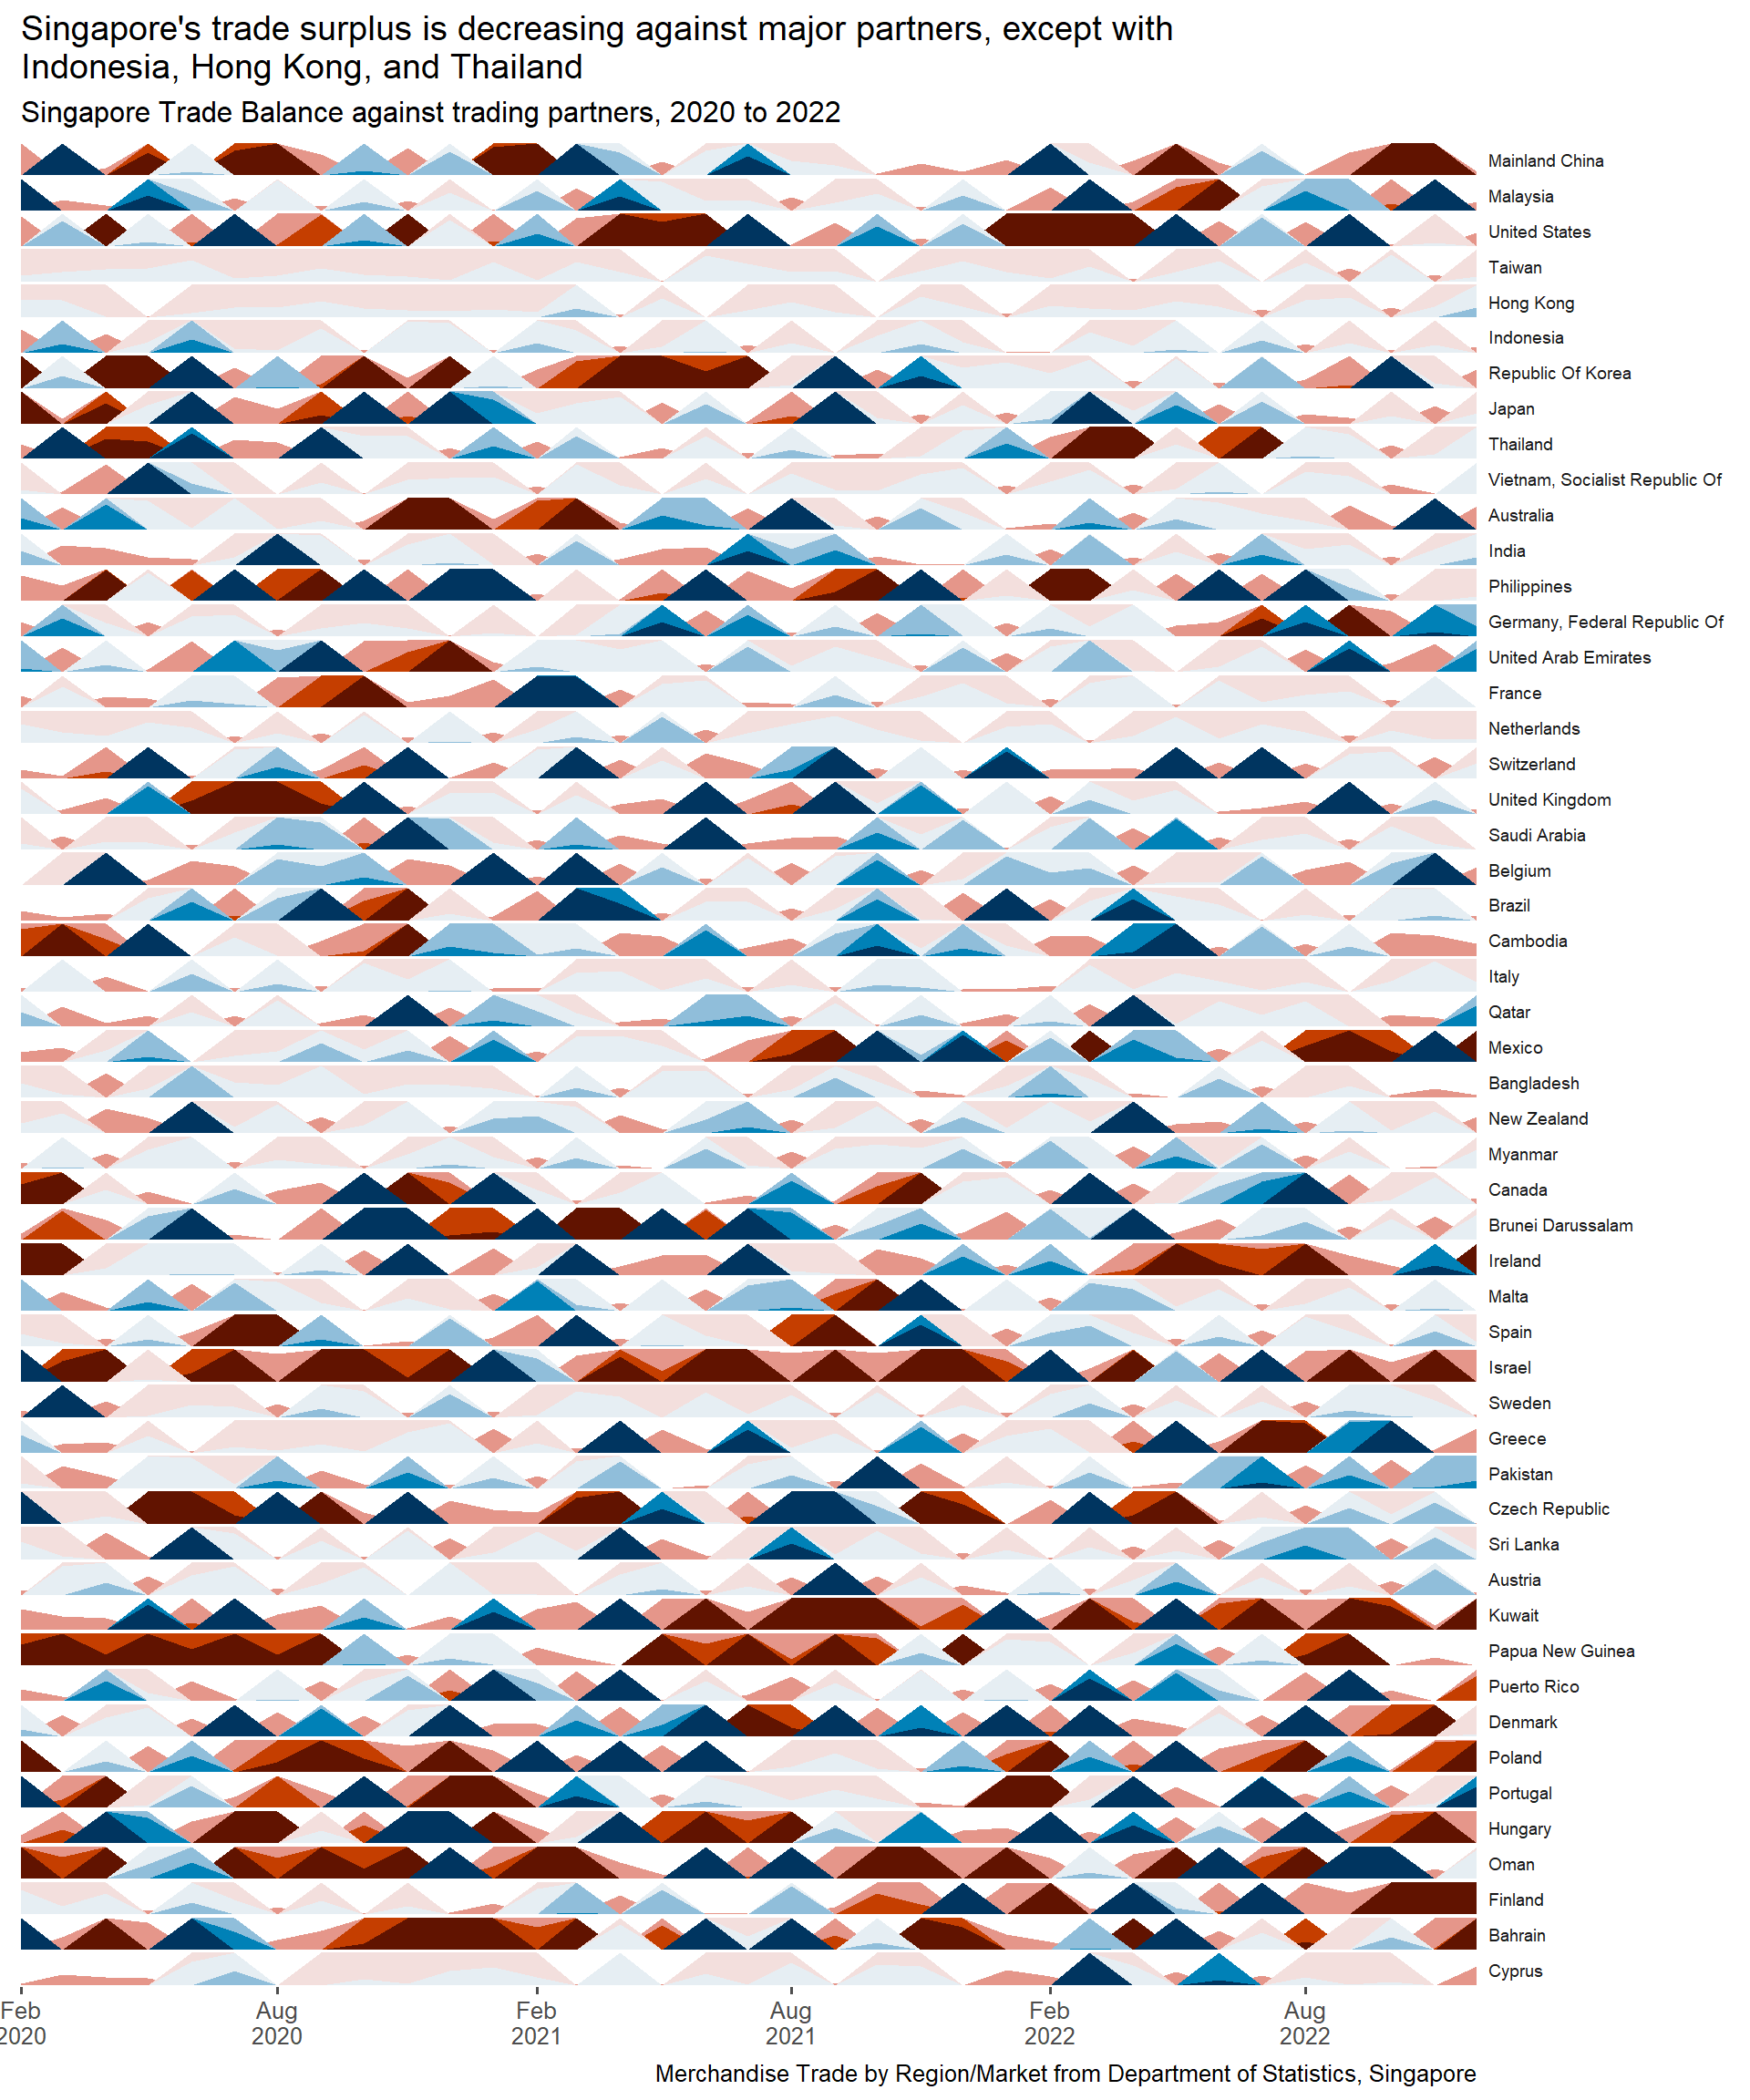 Singapore's trade surplus is decreasing against major partners, except with
Indonesia, Hong Kong, and Thailand
Singapore Trade Balance against trading partners, 2020 to 2022
Mainland China
Malaysia
United States
Taiwan
Hong Kong
Indonesia
Republic Of Korea
Japan
Thailand
Vietnam, Socialist Republic Of
Australia
India
Philippines
Germany, Federal Republic Of
United Arab Emirates
France
Netherlands
Switzerland
United Kingdom
Saudi Arabia
Belgium
Brazil
Cambodia
Italy
Qatar
Mexico
Bangladesh
New Zealand
Myanmar
Canada
Brunei Darussalam
Ireland
Malta
Spain
Israel
Sweden
Greece
Pakistan
Czech Republic
Sri Lanka
Austria
Kuwait
Papua New Guinea
Puerto Rico
Denmark
Poland
Portugal
Hungary
Oman
Finland
Bahrain
Cyprus
Feb Aug Feb Aug Feb Aug
2020 2020 2021 2021 2022 2022
Merchandise Trade by Region/Market from Department of Statistics, Singapore